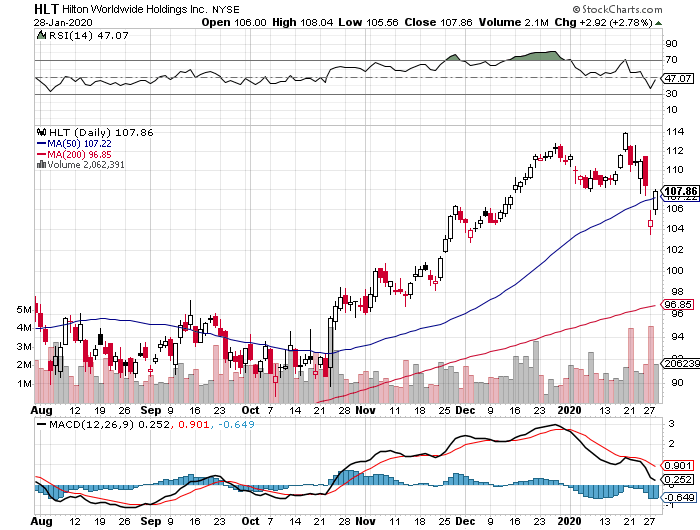 HLT Hilton Worldwide Holdings Inc. NYSE © StockCharts.com
28-Jan-2020 Open 106.00 High 108.04 Low 105.56 Close 107.86 Volume 2.1M Chg +2.92 (+2.78%)
RSI(14) 47.07
90
70
47.07
30
10
HLT (Daily) 107.86
MA(50) 107.22
MA(200) 96.85
Volume 2,062,391
114
112
110
107.86
107.22
106
104
102
100
98
96.85
96
94
92
90
5M
4M
3M
2M
1M
206239
Aug 12 19 26 Sep 9 16 23 Oct 7 14 21 28 Nov 11 18 25 Dec 9 16 23 2020 13 21 27
MACD(12,26,9) 0.252, 0.901, -0.649
3
2
0.901
0.252
0
-0.649
-1
Aug 12 19 26 Sep 9 16 23 Oct 7 14 21 28 Nov 11 18 25 Dec 9 16 23 2020 13 21 27